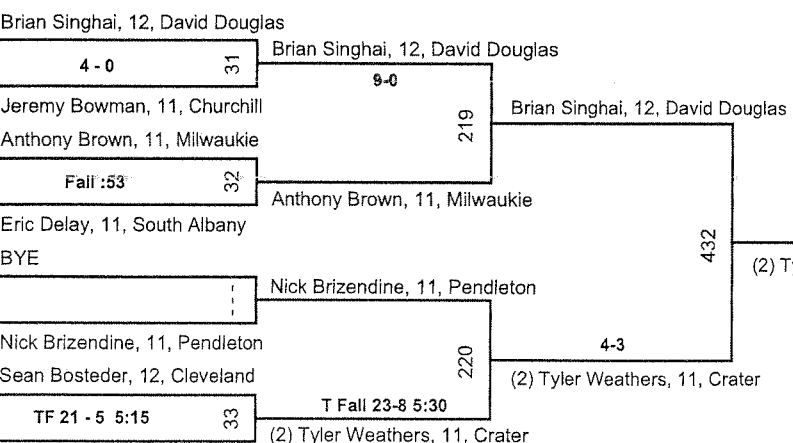 Brian Singhai, 12, David Douglas
4 - 0
31
Jeremy Bowman, 11, Churchill
Anthony Brown, 11, Milwaukie
Fall :53
32
Eric Delay, 11, South Albany
BYE
Nick Brizendine, 11, Pendleton
Sean Bosteder, 12, Cleveland
TF 21 - 5 5:15
33
Brian Singhai, 12, David Douglas
9-0
219
Anthony Brown, 11, Milwaukie
Nick Brizendine, 11, Pendleton
220
T Fall 23-8 5:30
(2) Tyler Weathers, 11, Crater
Brian Singhai, 12, David Douglas
432
4-3
(2) Tyler Weathers, 11, Crater
(2) Ty